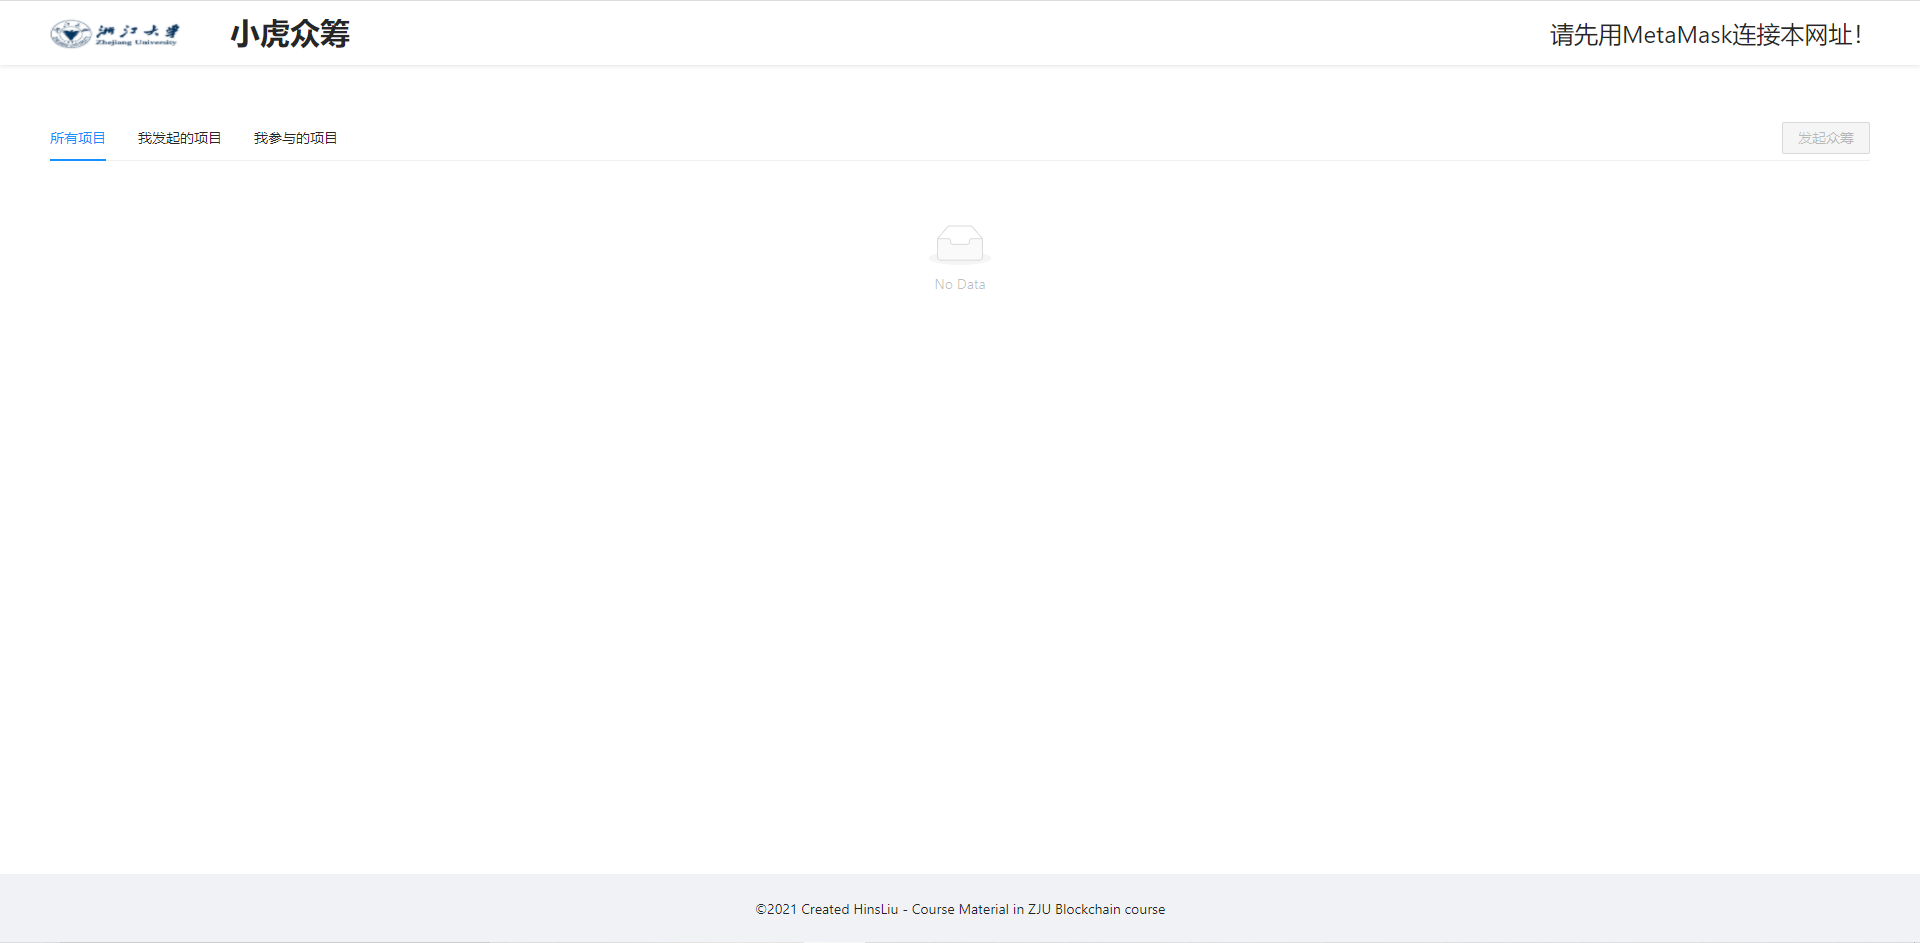 浙江大学
Zhejiang University
小虎众筹
请先用MetaMask连接本网址！
所有项目
我发起的项目
我参与的项目
发起众筹
No Data
©2021 Created HinsLiu - Course Material in ZJU Blockchain course